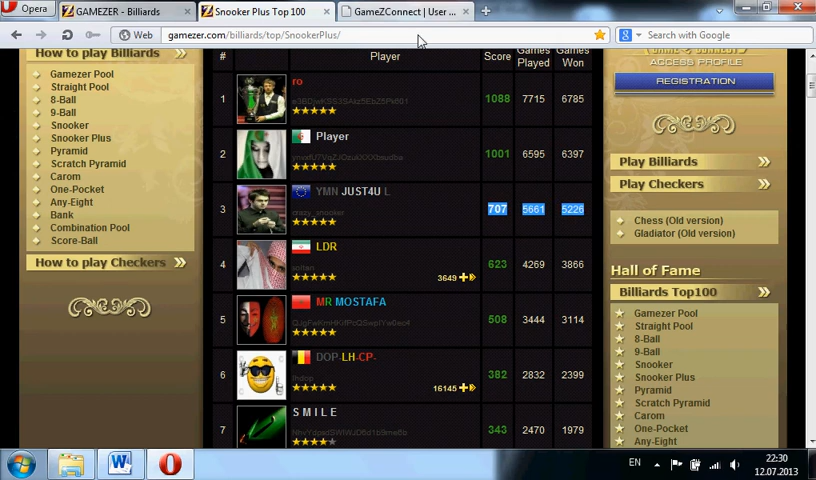 Opera
GAMEZER - Billiards
Snooker Plus Top 100
GameZConnect | User ...
Web
gamezer.com/billiards/top/SnookerPlus/
Search with Google
How to play Billiards
Gamezer Pool
Straight Pool
8-Ball
9-Ball
Snooker
Snooker Plus
Pyramid
Scratch Pyramid
Carom
One-Pocket
Any-Eight
Bank
Combination Pool
Score-Ball
How to play Checkers
# Player Score Games Played Games Won
1 ro 1088 7715 6785
2 Player 1001 6595 6397
3 YMN JUST4U L 707 5661 5226
crazy_snooker
4 LDR 623 4269 3866
3649
5 MR MOSTAFA 508 3444 3114
6 DOP-LH-CP- 382 2832 2399
16145
7 S M I L E 343 2470 1979
ACCESS PROFILE
REGISTRATION
Play Billiards
Play Checkers
Chess (Old version)
Gladiator (Old version)
Hall of Fame
Billiards Top100
Gamezer Pool
Straight Pool
8-Ball
9-Ball
Snooker
Snooker Plus
Pyramid
Scratch Pyramid
Carom
One-Pocket
Any-Eight
EN
22:30
12.07.2013